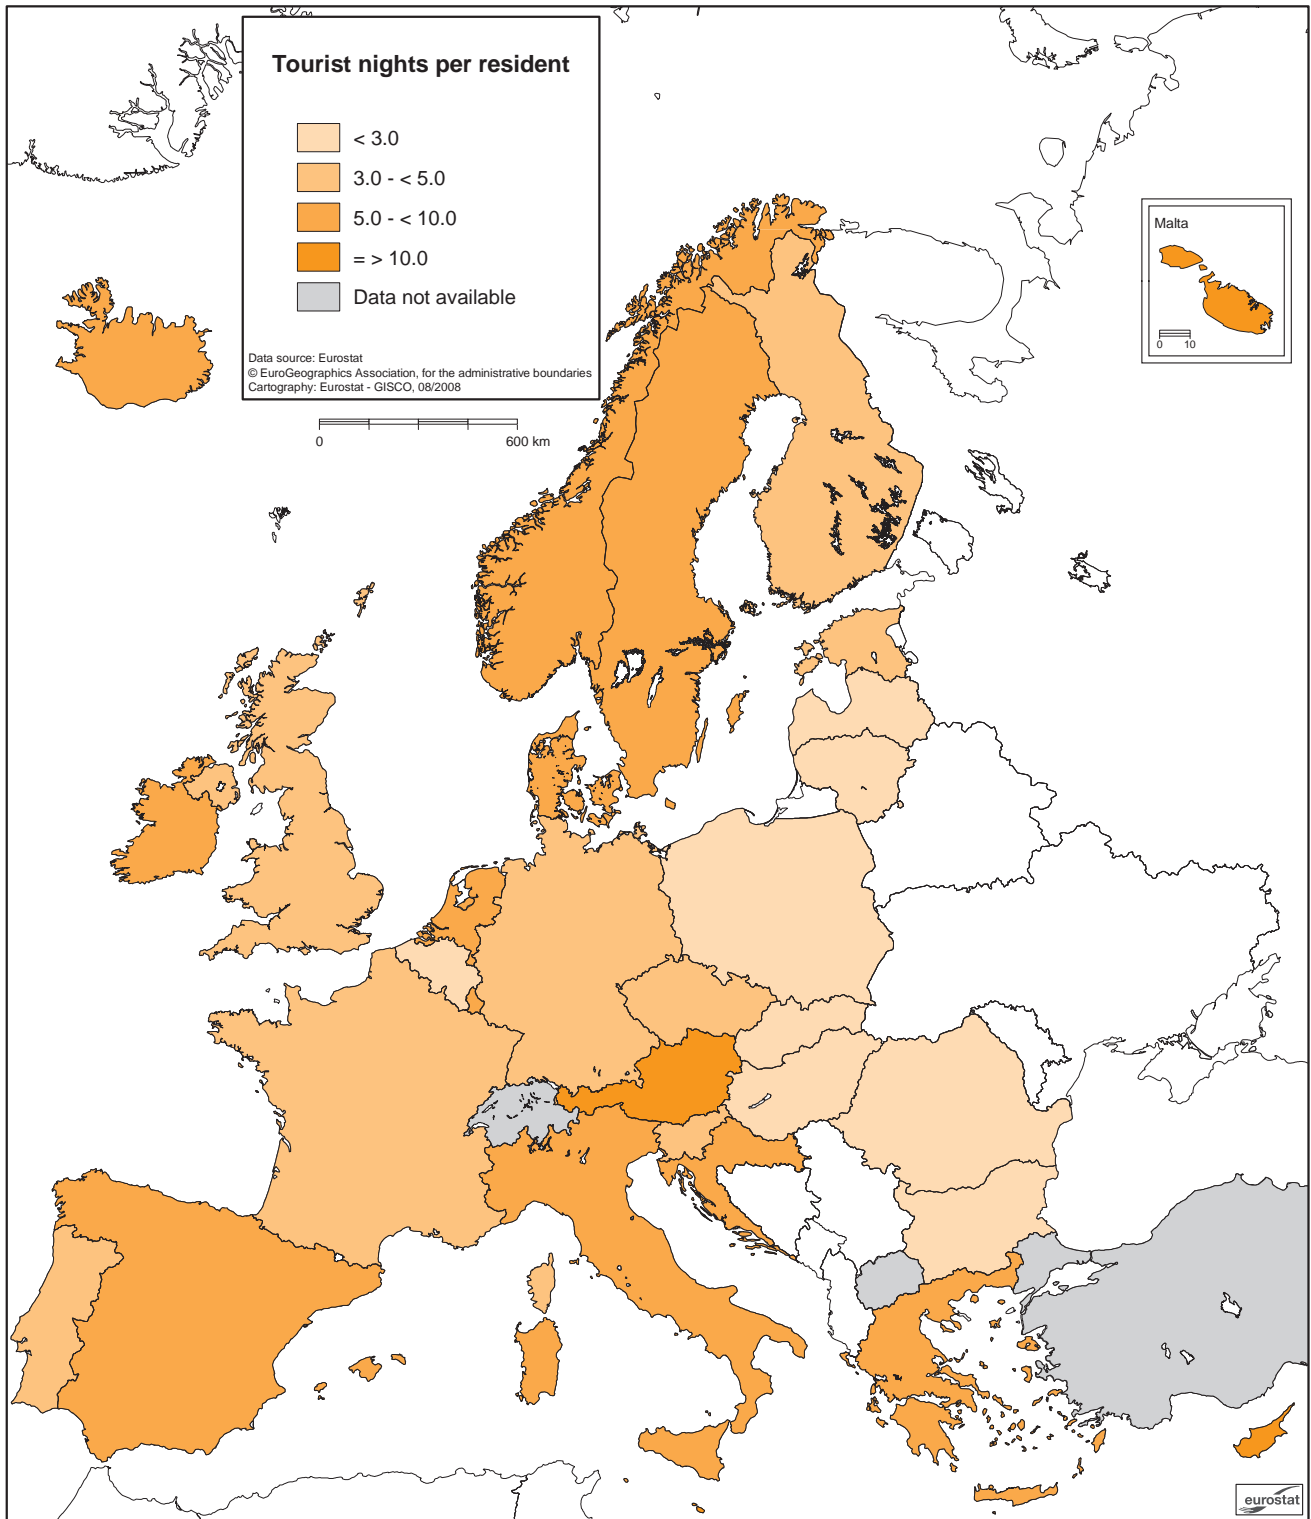 Tourist nights per resident
< 3.0
3.0 - < 5.0
5.0 - < 10.0
= > 10.0
Data not available
Data source: Eurostat
© EuroGeographics Association, for the administrative boundaries
Cartography: Eurostat - GISCO, 08/2008
0 600 km
Malta
0 10
eurostat